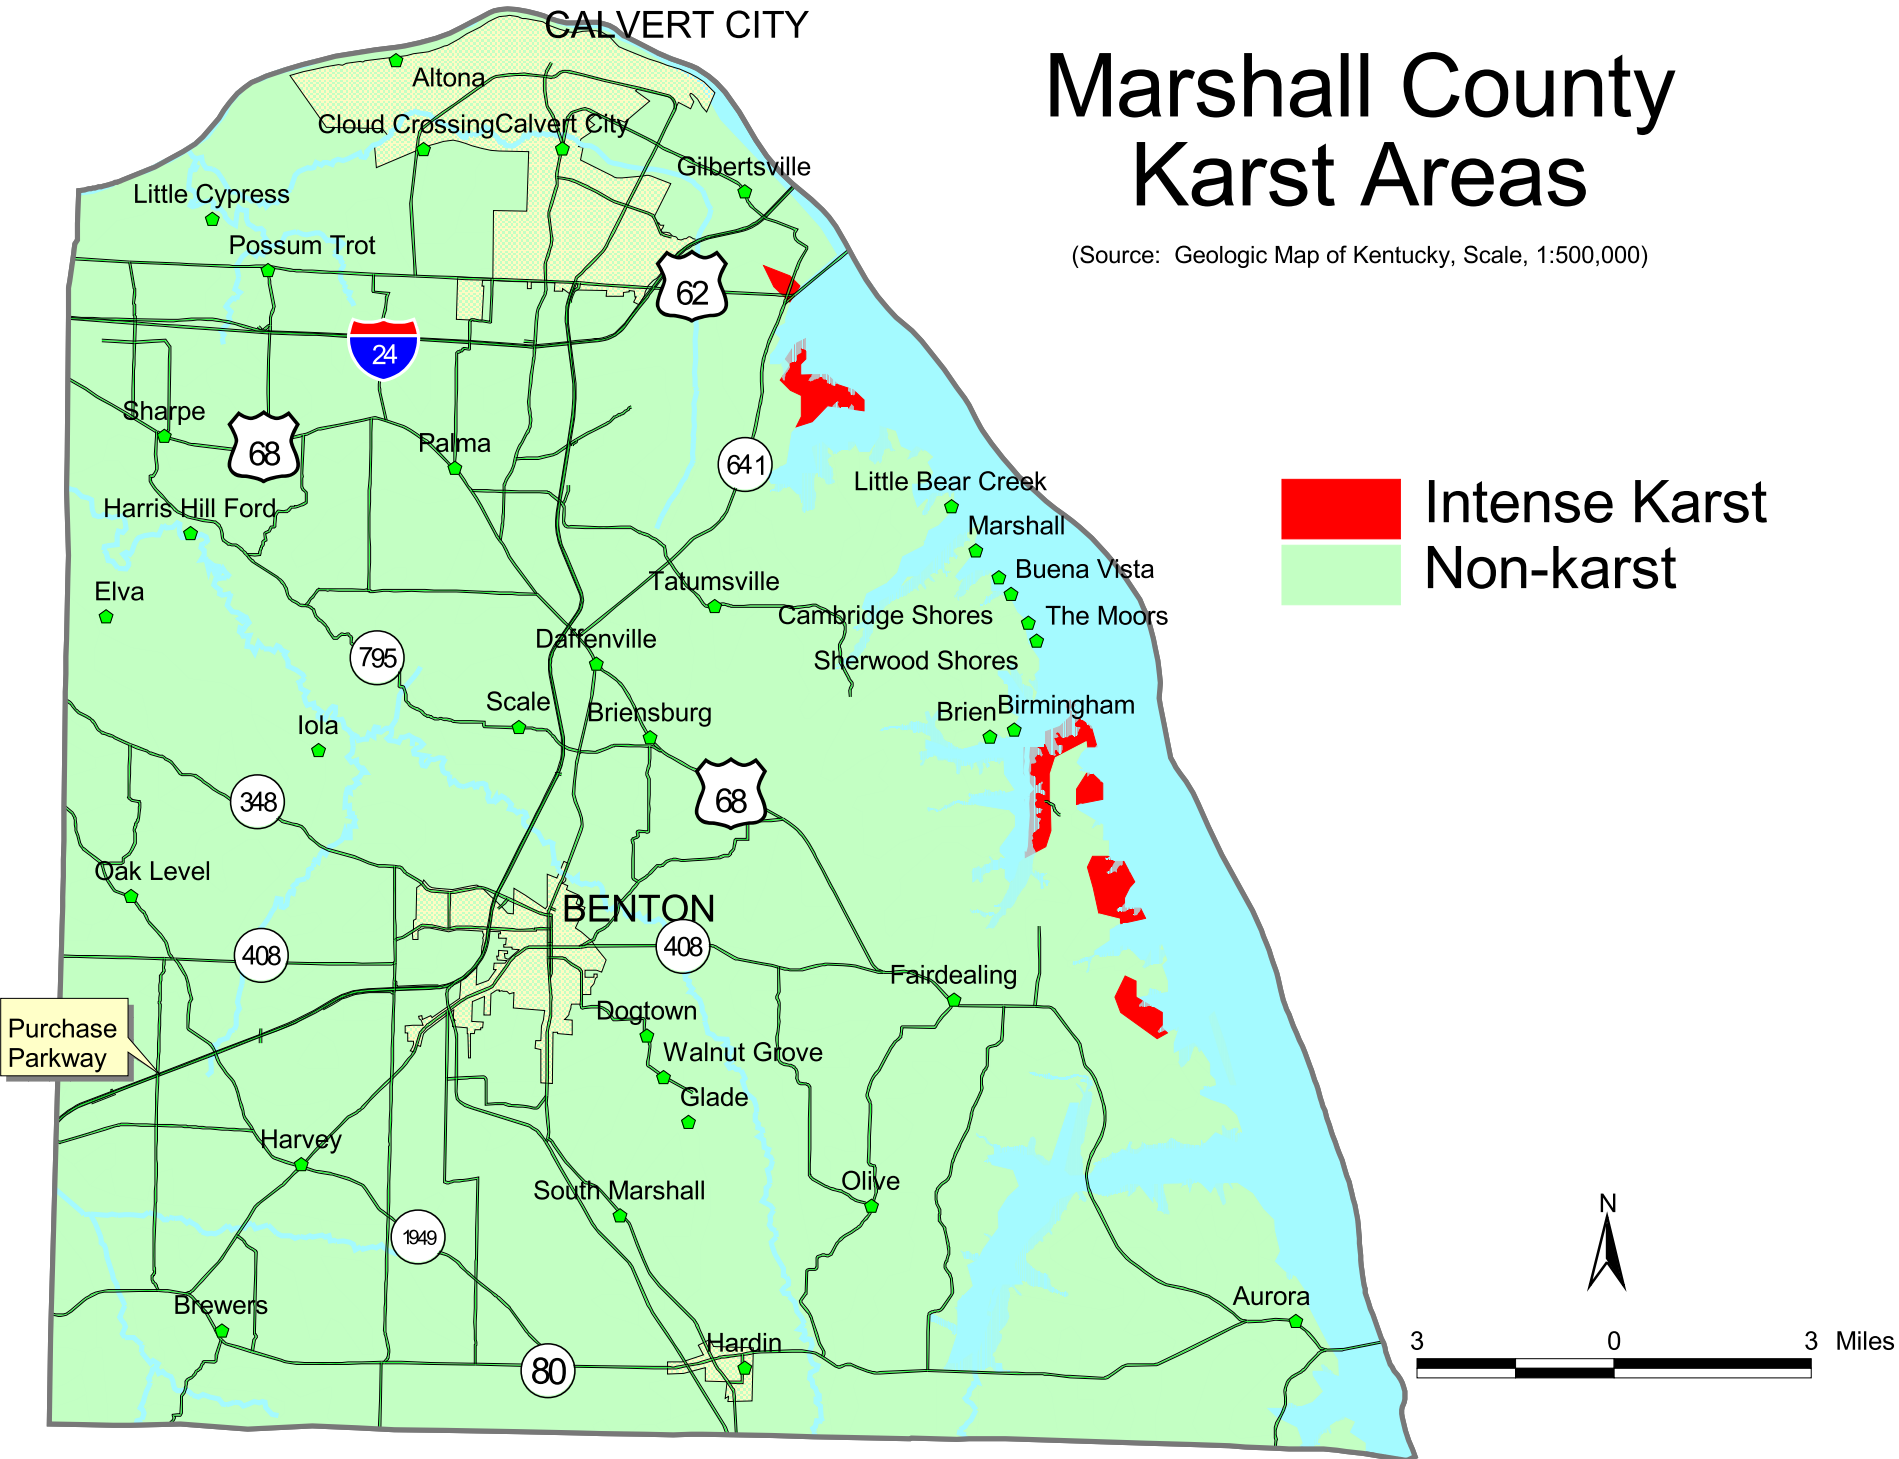 CALVERT CITY
Marshall County
Karst Areas
(Source:  Geologic Map of Kentucky, Scale, 1:500,000)
Altona
Cloud Crossing
Calvert City
Gilbertsville
Little Cypress
Possum Trot
62
24
Sharpe
68
Palma
641
Little Bear Creek
Intense Karst
Harris Hill Ford
Marshall
Non-karst
Buena Vista
Tatumsville
Elva
Cambridge Shores
The Moors
Daffenville
795
Sherwood Shores
Scale
Briensburg
Brien
Birmingham
Iola
348
68
Oak Level
BENTON
408
408
Fairdealing
Dogtown
Purchase
Parkway
Walnut Grove
Glade
Harvey
Olive
South Marshall
N
1949
Aurora
Brewers
Hardin
3
0
3
Miles
80